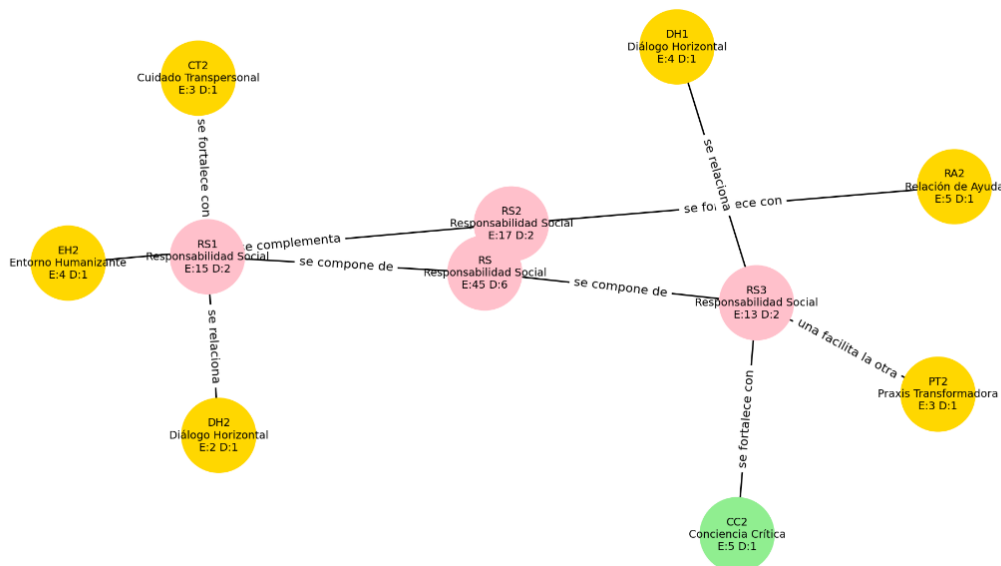 DH1
Diálogo Horizontal
E:4 D:1
CT2
Cuidado Transpersonal
E:3 D:1
se fortalece con
se relaciona
RA2
Relación de Ayuda
E:5 D:1
se con
RS2
Responsabilidad Social
E:17 D:2
complementa
RS1
Responsabilidad Social
E:15 D:2
EH2
Entorno Humanizante
E:4 D:1
se compone de
RS
Responsabilidad Social
E:45 D:6
se compone de
RS3
Responsabilidad Social
E:13 D:2
se relaciona
una facilita la otra
PT2
Praxis Transformadora
E:3 D:1
DH2
Diálogo Horizontal
E:2 D:1
se fortalece con
CC2
Conciencia Crítica
E:5 D:1